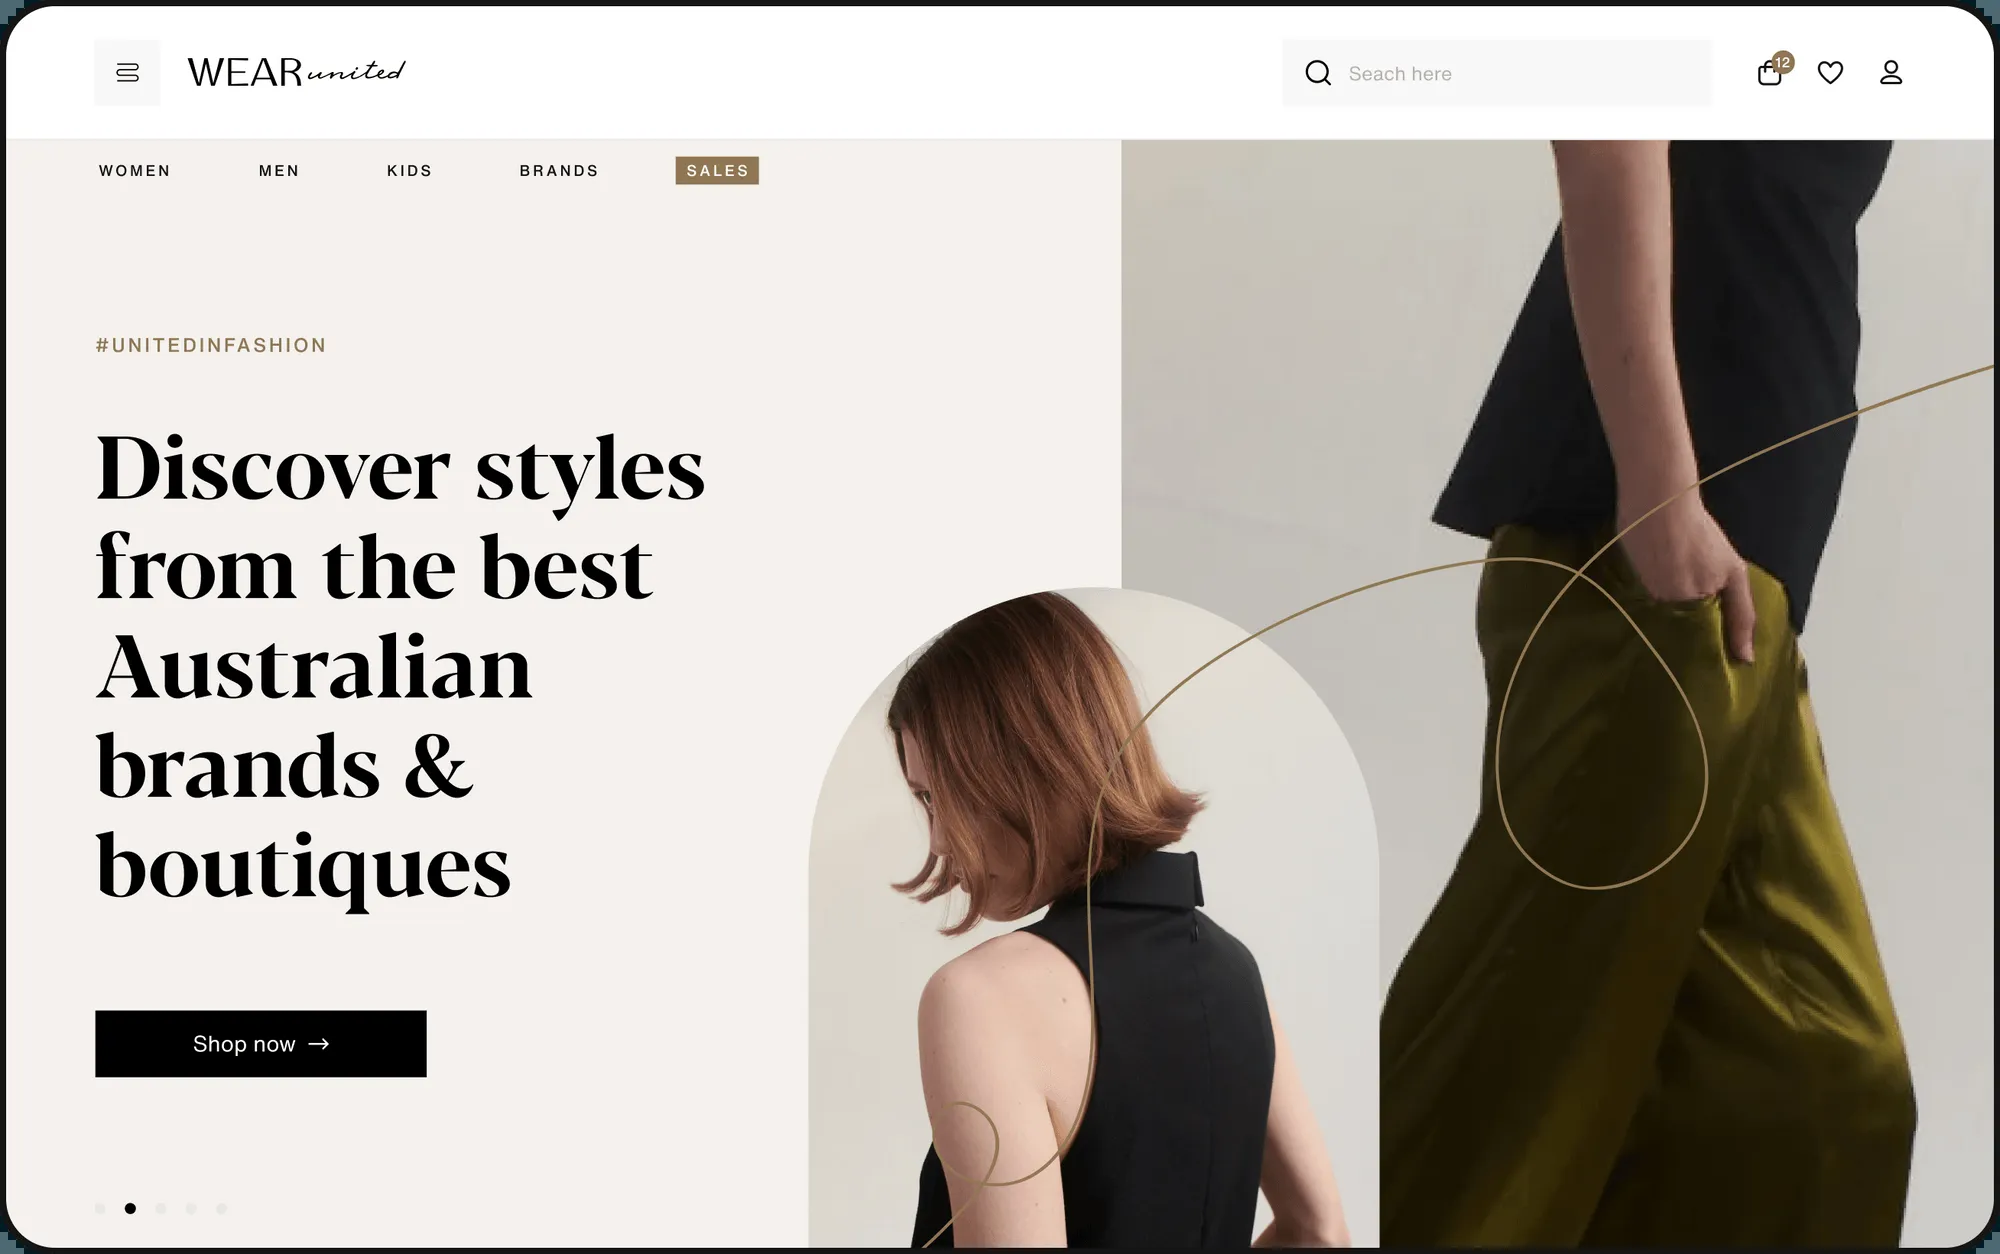 WEAR united
Seach here
12
WOMEN MEN KIDS BRANDS SALES
#UNITEDINFASHION
Discover styles
from the best
Australian
brands &
boutiques
Shop now →